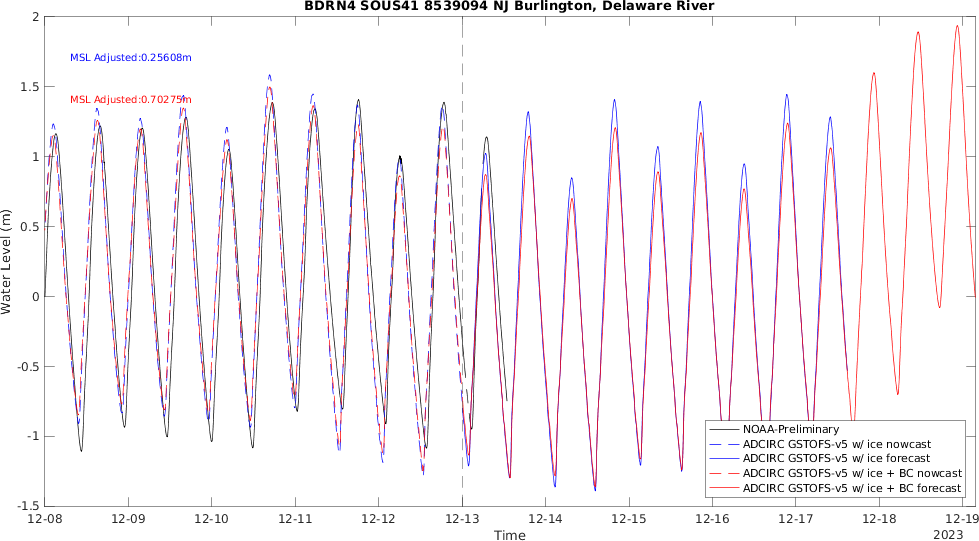 BDRN4 SOUS41 8539094 NJ Burlington, Delaware River
2
MSL Adjusted:0.25608m
1.5
MSL Adjusted:0.70275m
1
0.5
Water Level (m)
0
-0.5
-1
NOAA-Preliminary
ADCIRC GSTOFS-v5 w/ ice nowcast
ADCIRC GSTOFS-v5 w/ ice forecast
ADCIRC GSTOFS-v5 w/ ice + BC nowcast
ADCIRC GSTOFS-v5 w/ ice + BC forecast
-1.5
12-08 12-09 12-10 12-11 12-12 12-13 12-14 12-15 12-16 12-17 12-18 12-19
Time
2023